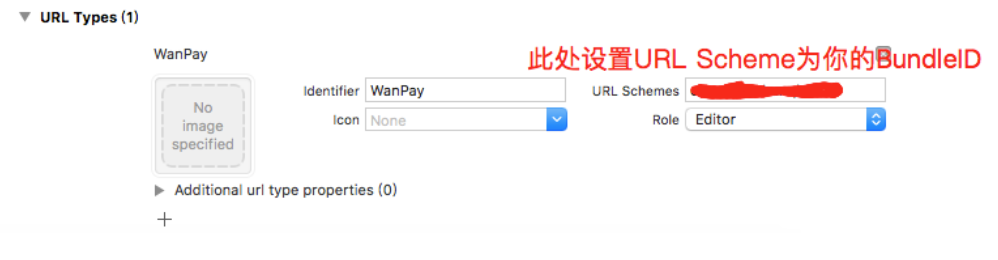 URL Types (1)
WanPay
此处设置URL Scheme为你的BundleID
No
image
specified
Identifier WanPay
URL Schemes
Icon None
Role Editor
Additional url type properties (0)